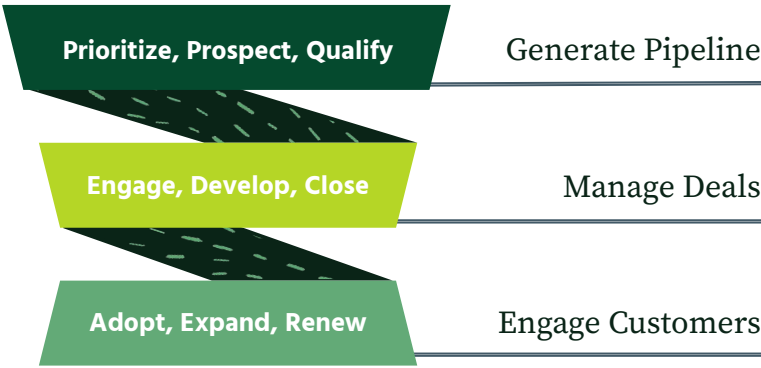 Prioritize, Prospect, Qualify
Generate Pipeline
Engage, Develop, Close
Manage Deals
Adopt, Expand, Renew
Engage Customers